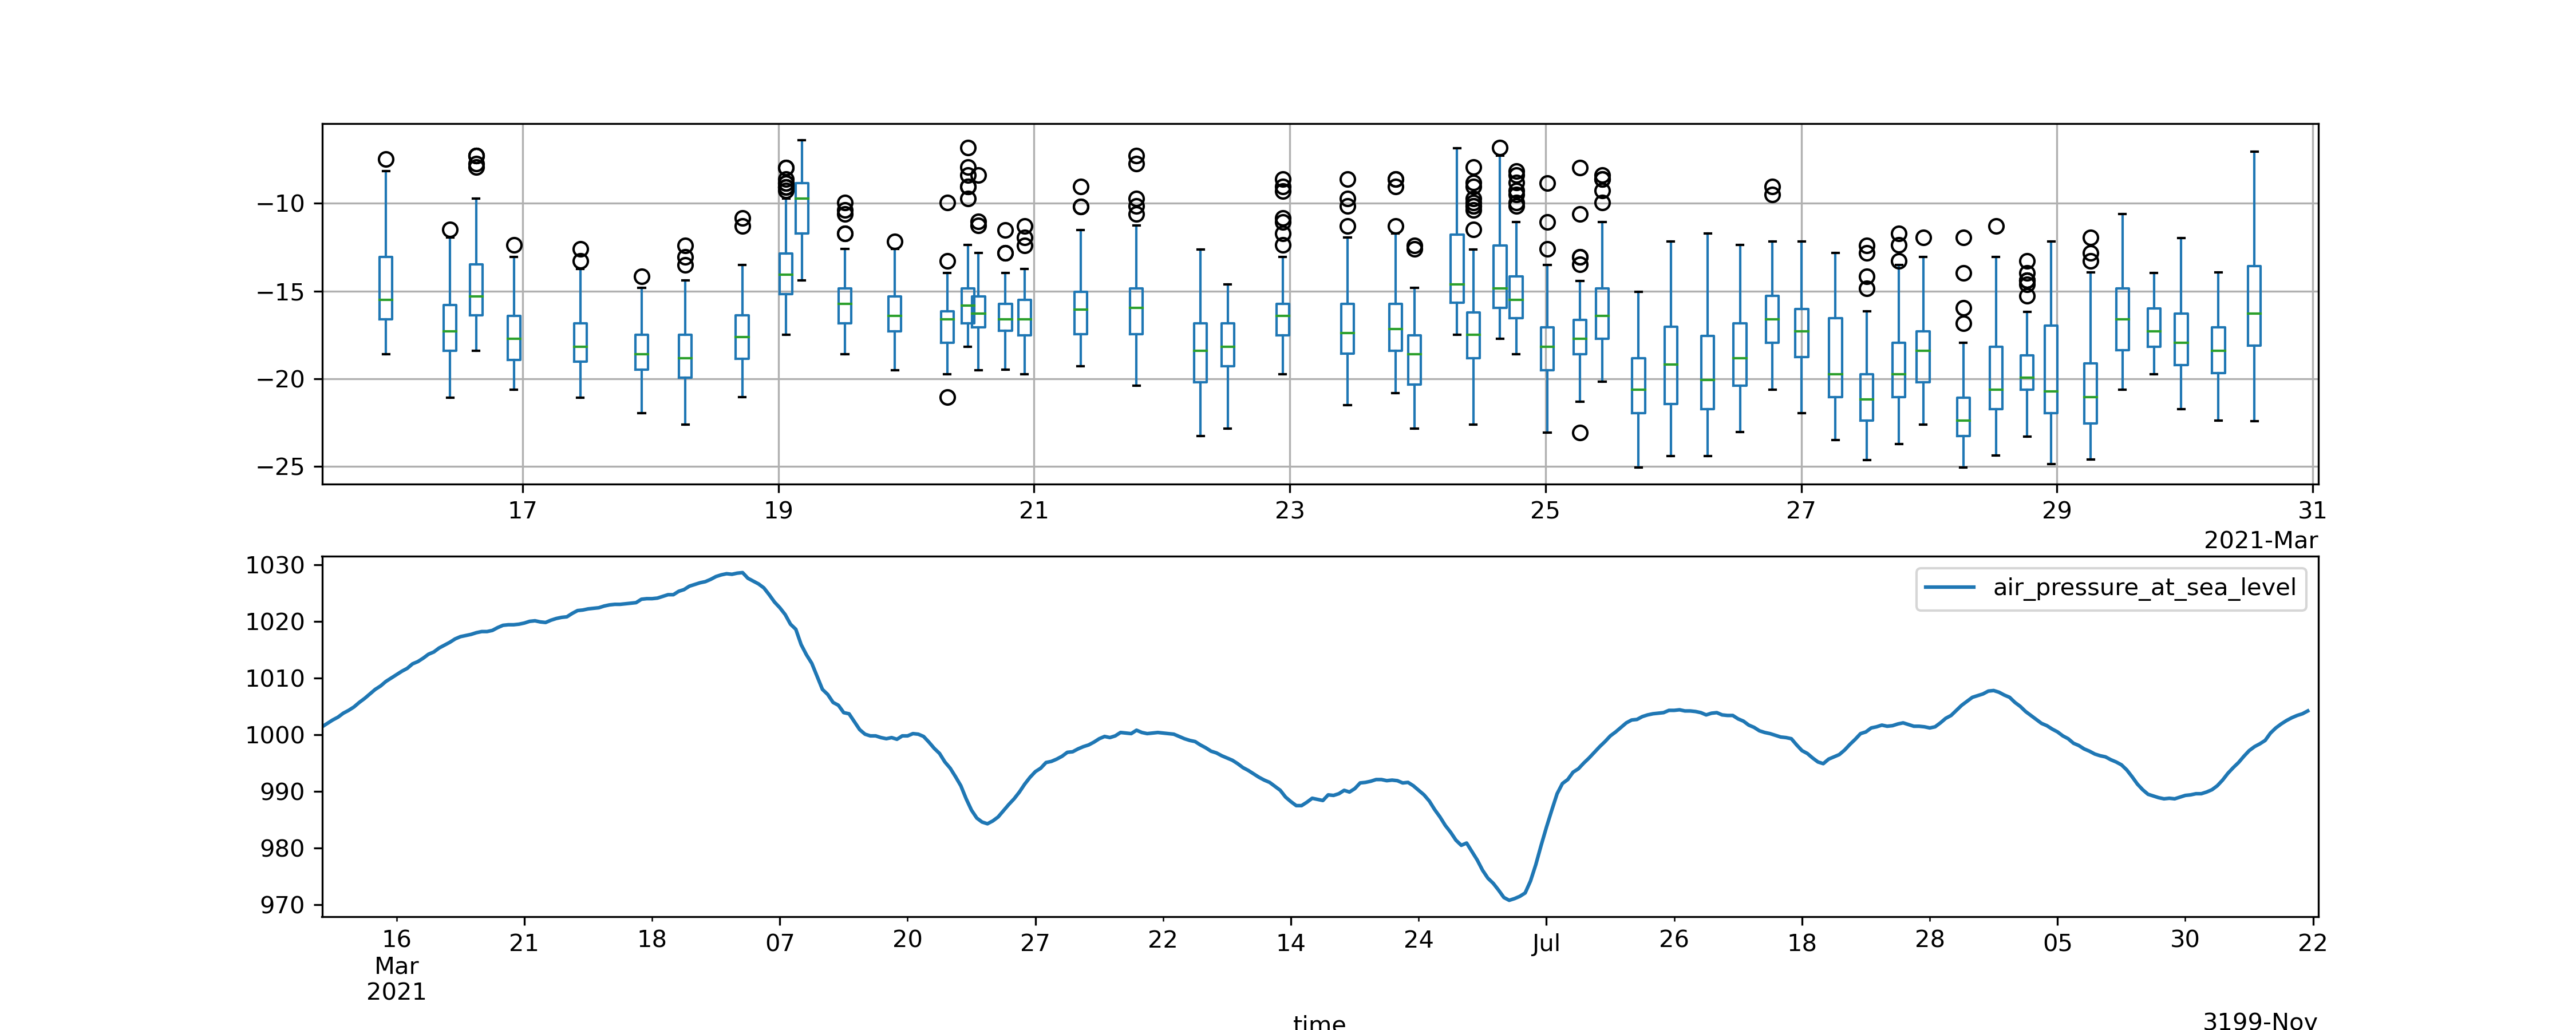 −10
−15
−20
−25
17 19 21 23 25 27 29 31
2021-Mar
1030
1020
1010
1000
990
980
970
air_pressure_at_sea_level
16 21 18 07 20 27 22 14 24 Jul 26 18 28 05 30 22
Mar
2021
time 3199-Nov